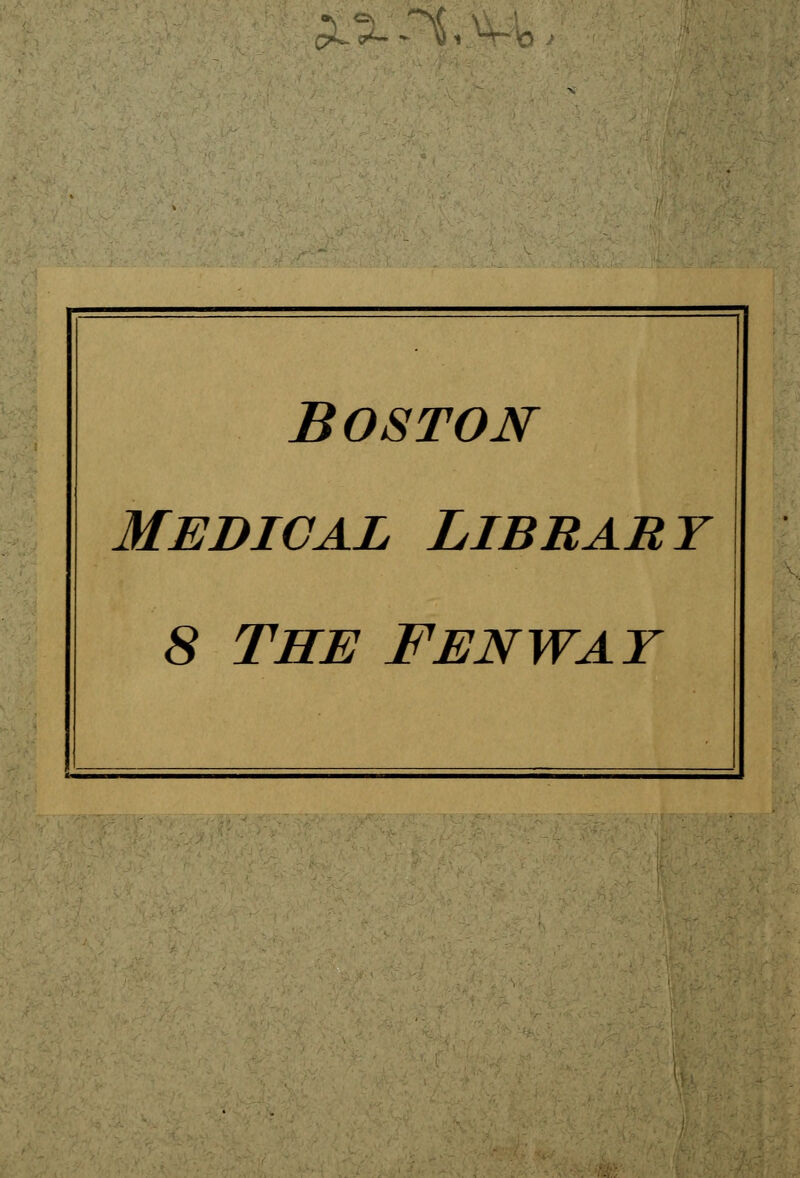 BOSTON
MEDICAL LIBRARY
8 THE FENWAY